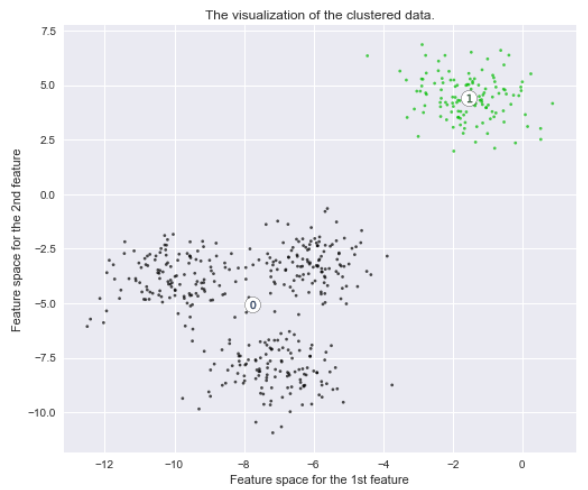 The visualization of the clustered data.
7.5
5.0
2.5
0.0
−2.5
−5.0
−7.5
−10.0
Feature space for the 2nd feature
1
0
−12 −10 −8 −6 −4 −2 0
Feature space for the 1st feature